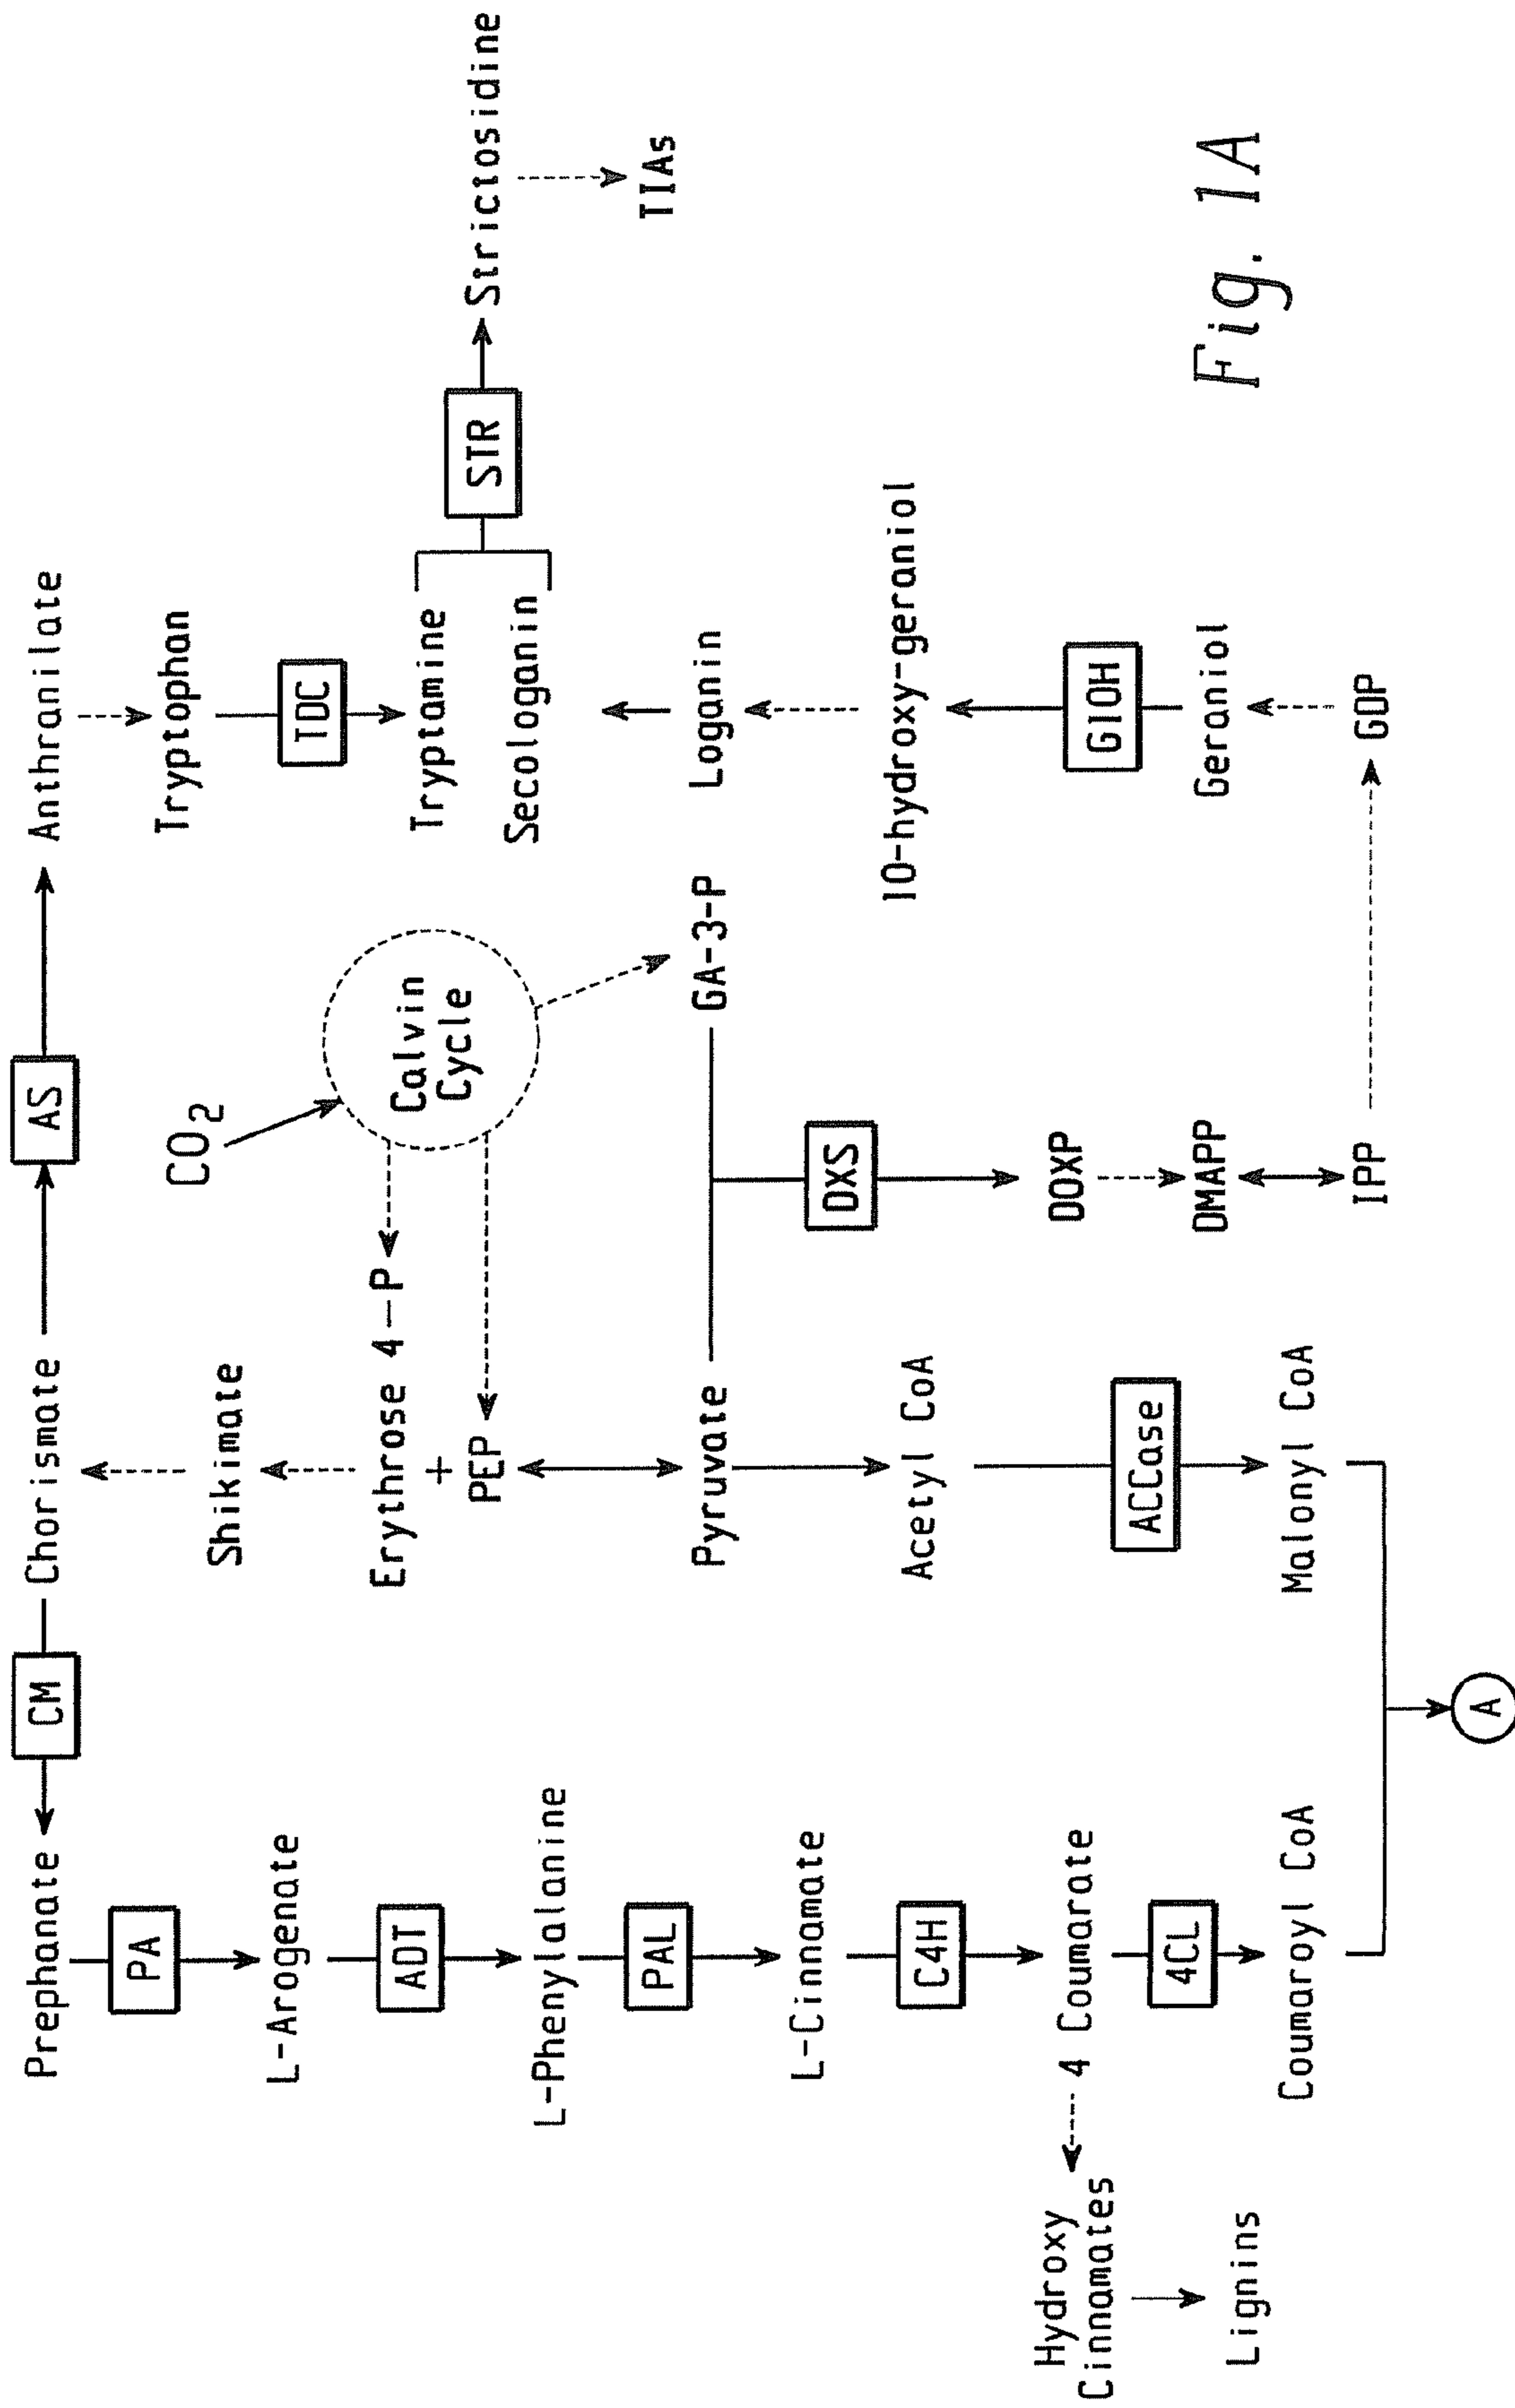 Prephanate
CM
Chorismate
AS
Anthranilate
PA
Shikimate
CO2
Tryptophan
L-Arogenate
TDC
ADT
Erythrose 4-P
Calvin
Cycle
Tryptamine
STR
Strictosidine
+
PEP
Secologanin
L-Phenylalanine
TIAs
PAL
Pyruvate
GA-3-P
Loganin
L-Cinnamate
DXS
C4H
Acetyl CoA
10-hydroxy-geraniol
Hydroxy
Cinnamates
4 Coumarate
DOXP
G10H
4CL
ACCase
DMAPP
Geraniol
Lignins
Coumaroyl CoA
Malonyl CoA
IPP
GDP
A
Fig. 1A